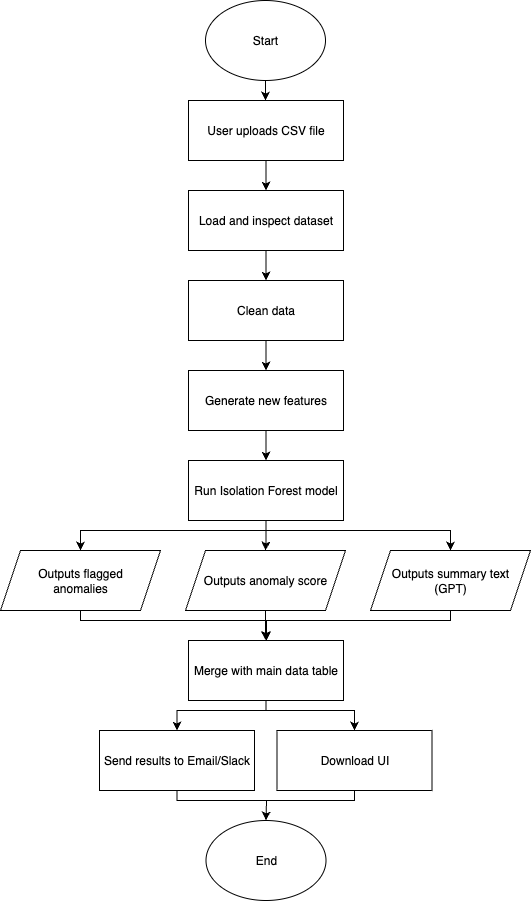 Start
User uploads CSV file
Load and inspect dataset
Clean data
Generate new features
Run Isolation Forest model
Outputs flagged
anomalies
Outputs anomaly score
Outputs summary text
(GPT)
Merge with main data table
Send results to Email/Slack
Download UI
End